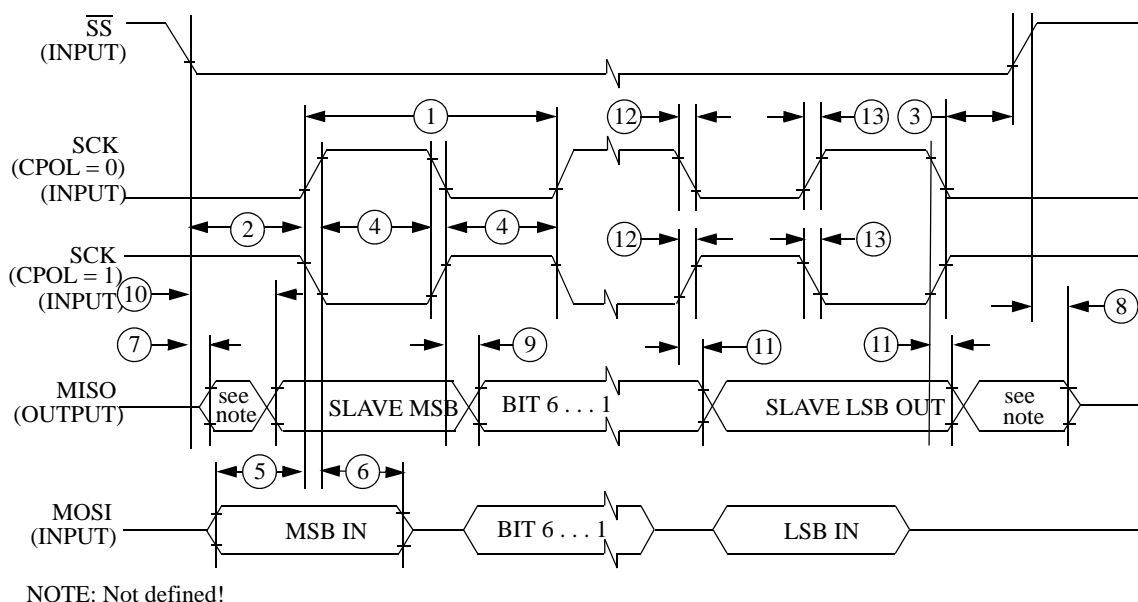 SS
(INPUT)
1
12
13
3
SCK
(CPOL = 0)
(INPUT)
2
4
4
12
13
SCK
(CPOL = 1)
(INPUT)
10
8
7
9
11
11
MISO
(OUTPUT)
see
note
SLAVE MSB
BIT 6 . . . 1
SLAVE LSB OUT
see
note
5
6
MOSI
(INPUT)
MSB IN
BIT 6 . . . 1
LSB IN
NOTE: Not defined!